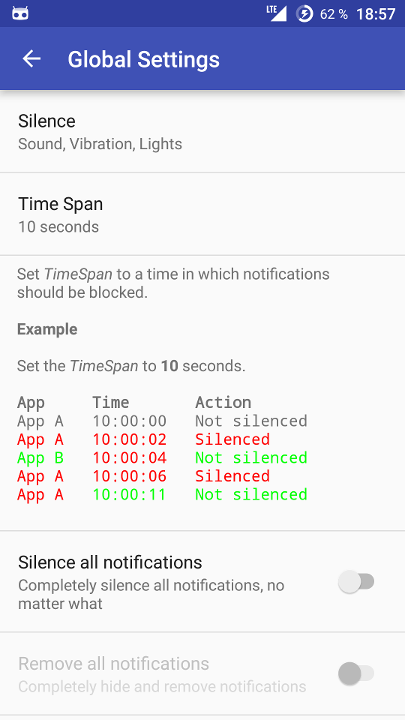 LTE 62 % 18:57
Global Settings
Silence
Sound, Vibration, Lights
Time Span
10 seconds
Set TimeSpan to a time in which notifications
should be blocked.
Example
Set the TimeSpan to 10 seconds.
App Time Action
App A 10:00:00 Not silenced
App A 10:00:02 Silenced
App B 10:00:04 Not silenced
App A 10:00:06 Silenced
App A 10:00:11 Not silenced
Silence all notifications
Completely silence all notifications, no
matter what
Remove all notifications
Completely hide and remove notifications